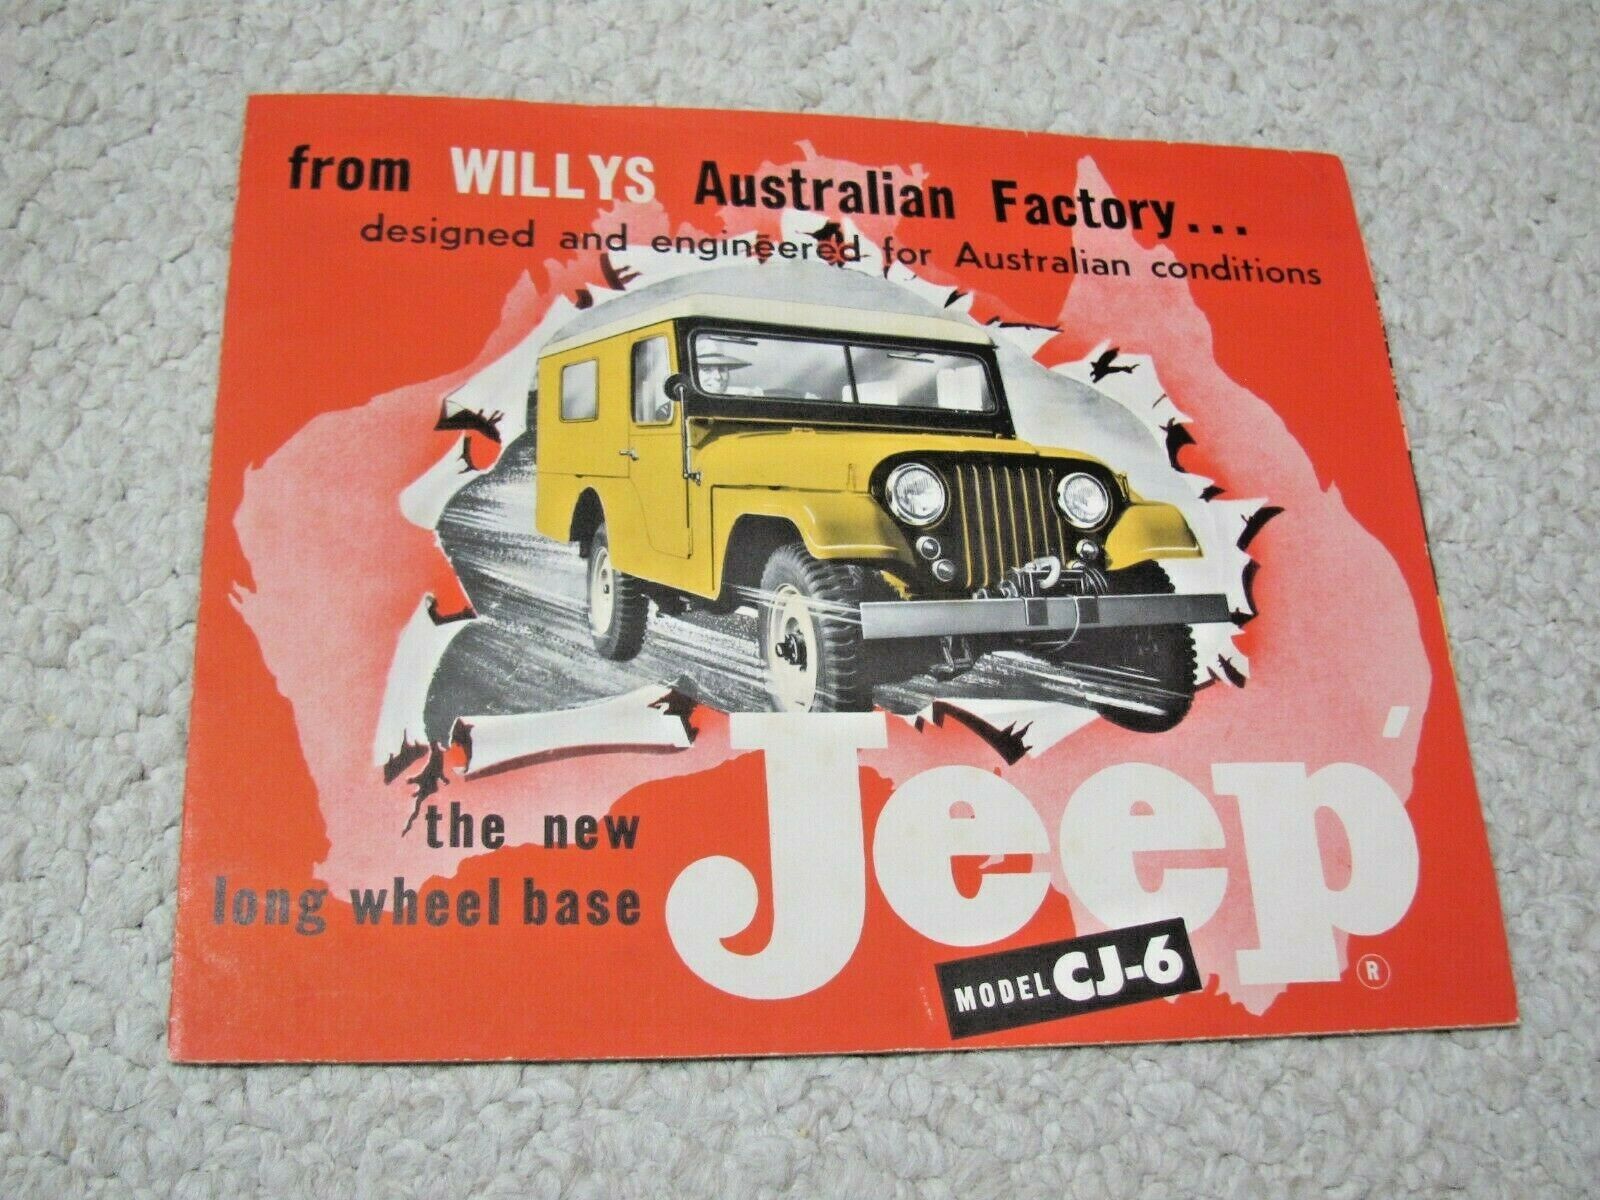 from WILLYS Australian Factory...
designed and engineered for Australian conditions
the new
long wheel base
Jeep'
MODEL CJ-6
R